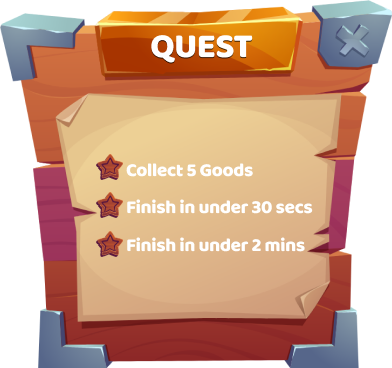 QUEST
Collect 5 Goods
Finish in under 30 secs
Finish in under 2 mins